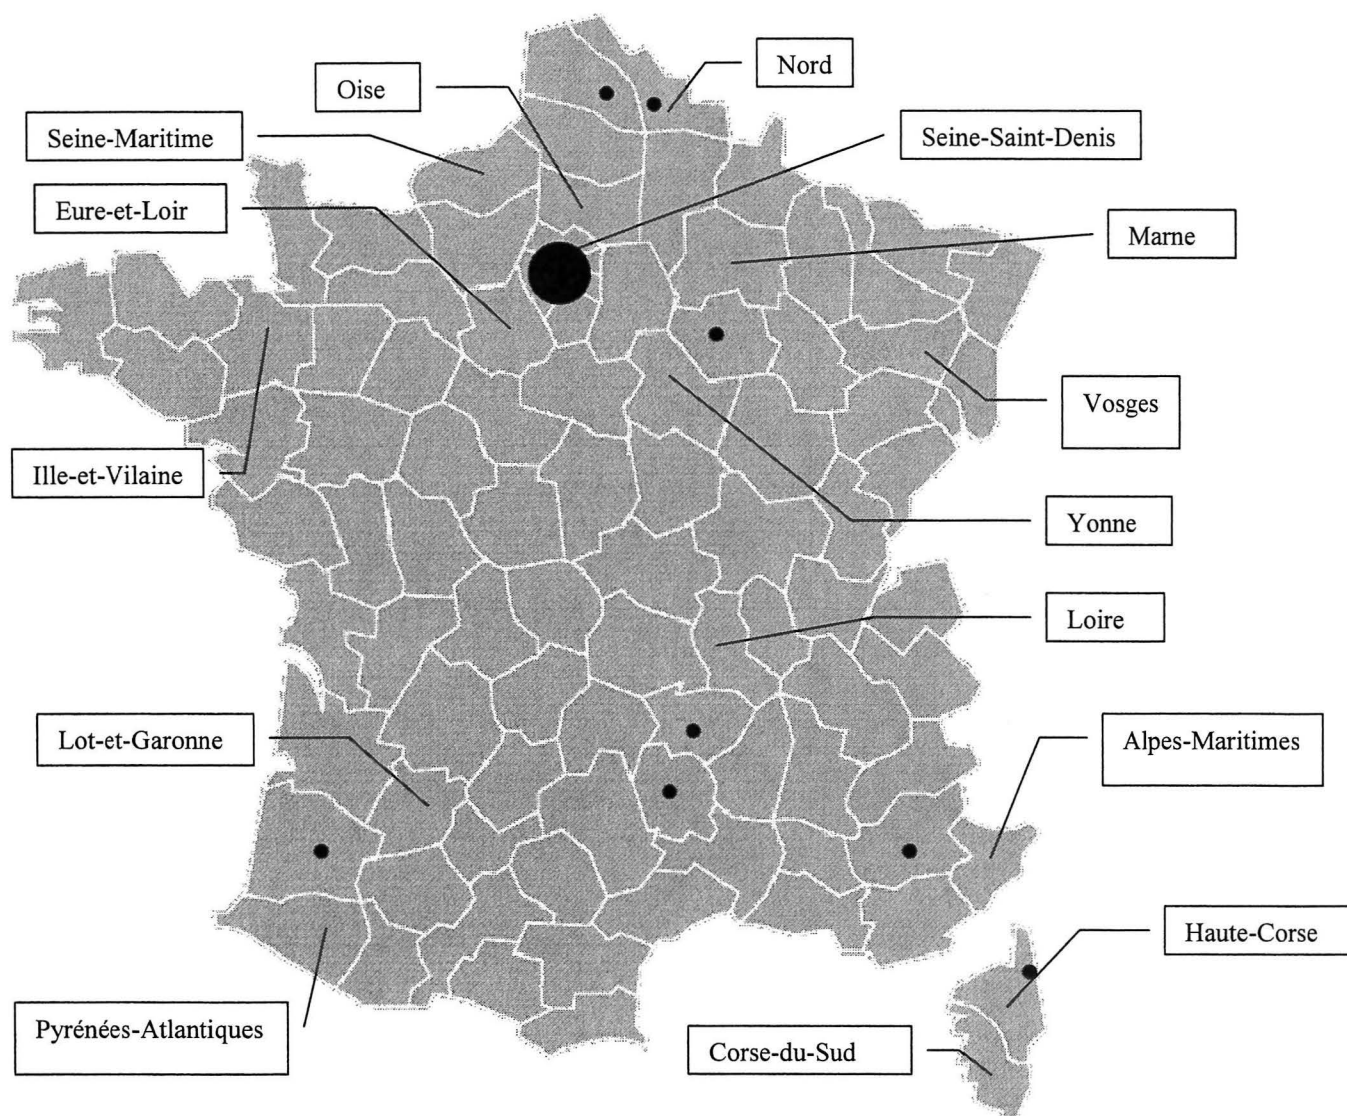 Nord
Oise
Seine-Maritime
Seine-Saint-Denis
Eure-et-Loir
Marne
Vosges
Ille-et-Vilaine
Yonne
Loire
Lot-et-Garonne
Alpes-Maritimes
Haute-Corse
Pyrénées-Atlantiques
Corse-du-Sud